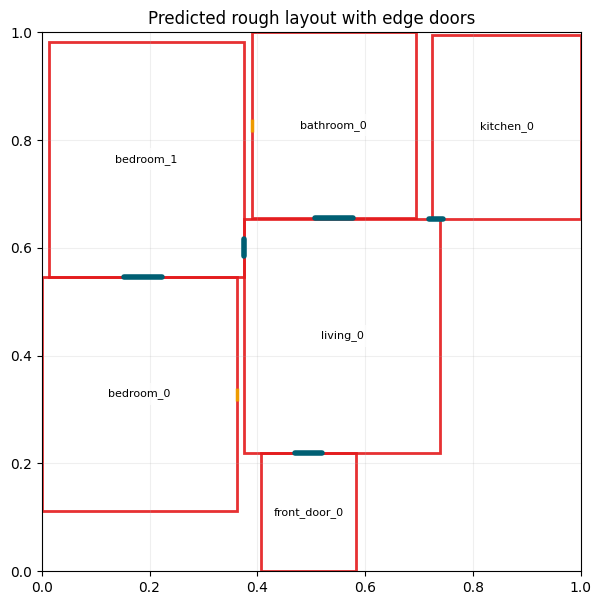 Predicted rough layout with edge doors
1.0
0.8
0.6
0.4
0.2
0.0
bedroom_1
bathroom_0
kitchen_0
living_0
bedroom_0
front_door_0
0.0 0.2 0.4 0.6 0.8 1.0